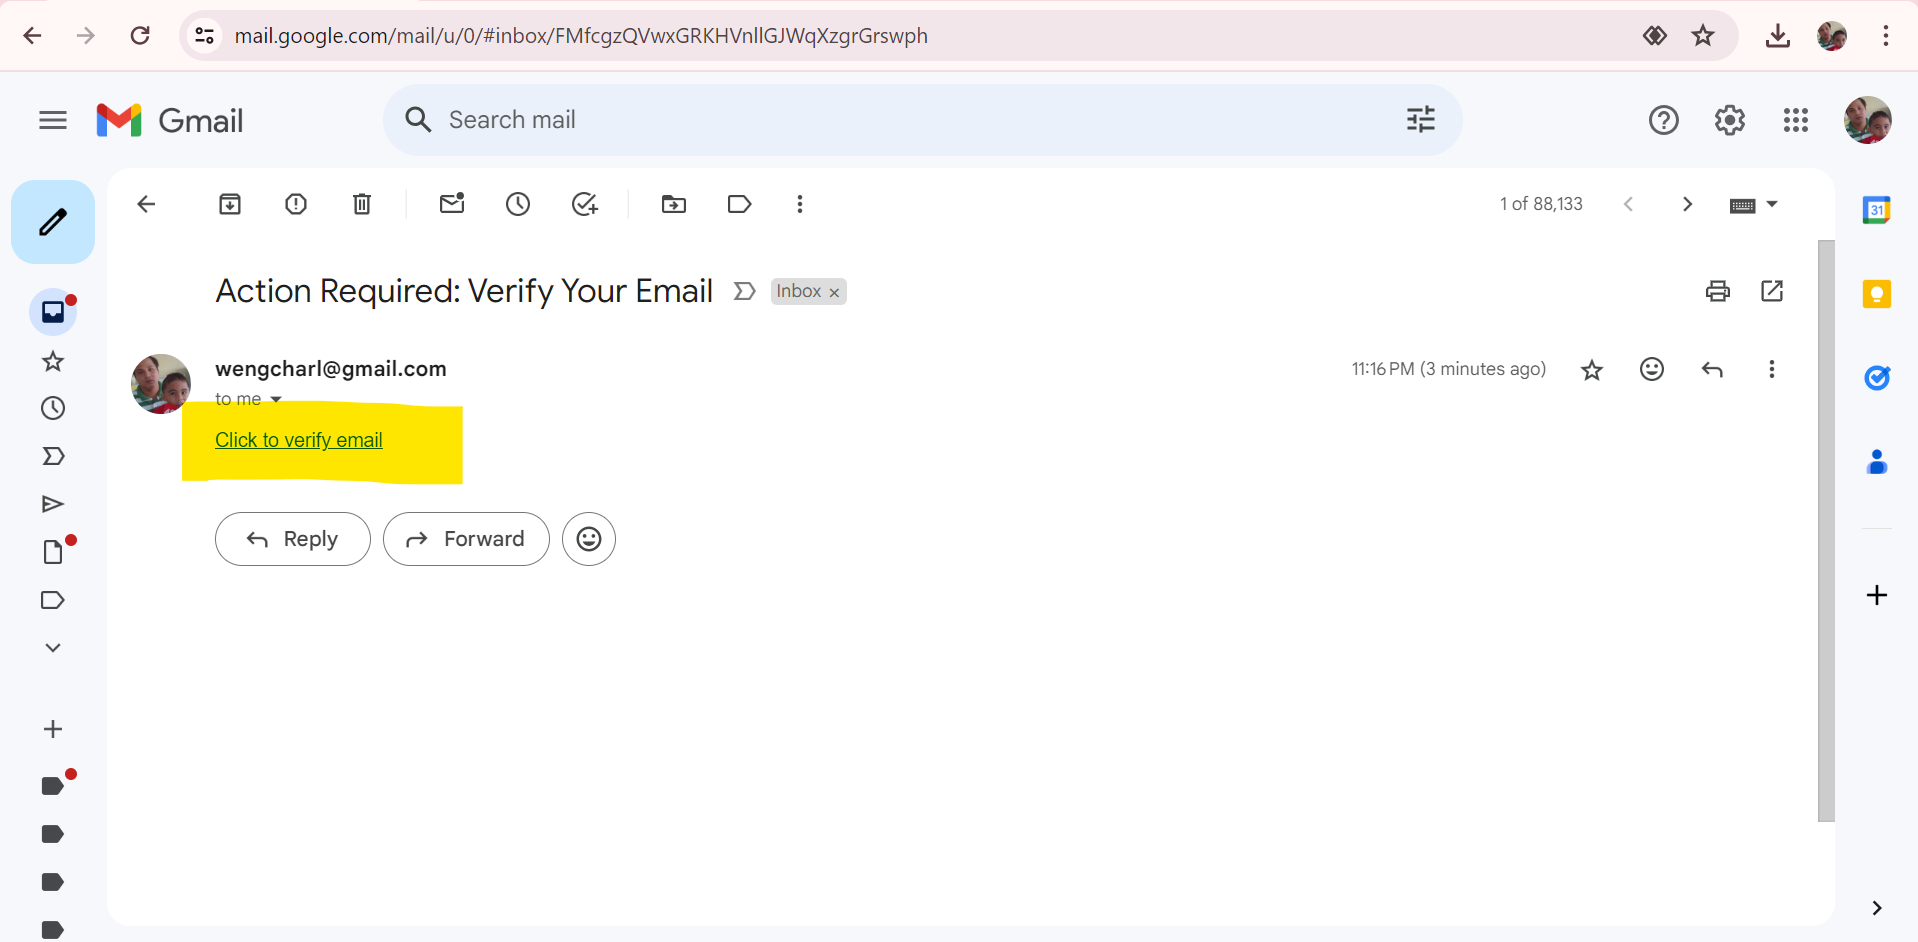 mail.google.com/mail/u/0/#inbox/FMfcgzQVwxGRKHVnllGJWqXzgrGrswph
Gmail
Search mail
1 of 88,133
31
Action Required: Verify Your Email
Inbox ×
wengcharl@gmail.com
11:16 PM (3 minutes ago)
to me
Click to verify email
Reply
Forward